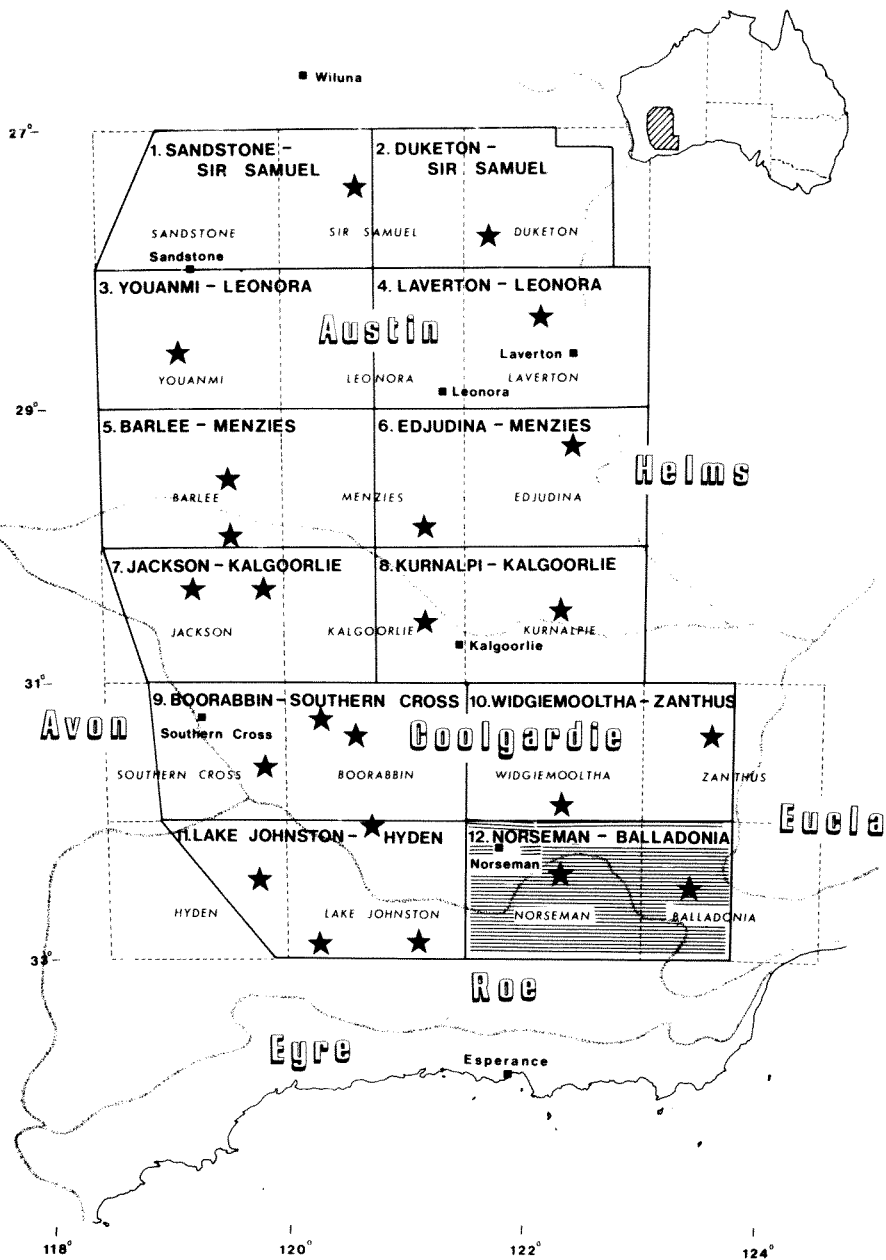 Wiluna
27°
1. SANDSTONE –
SIR SAMUEL
2. DUKETON –
SIR SAMUEL
SANDSTONE
SIR SAMUEL
DUKETON
Sandstone
3. YOUANMI – LEONORA
4. LAVERTON – LEONORA
Austin
Laverton
YOUANMI
LEONORA
LAVERTON
Leonora
29°
5. BARLEE – MENZIES
6. EDJUDINA – MENZIES
Helms
BARLEE
MENZIES
EDJUDINA
7. JACKSON – KALGOORLIE
8. KURNALPI – KALGOORLIE
JACKSON
KALGOORLIE
KURNALPIE
Kalgoorlie
31°
9. BOORABBIN – SOUTHERN CROSS
10. WIDGIEMOOLTHA – ZANTHUS
Avon
Southern Cross
Coolgardie
SOUTHERN CROSS
BOORABBIN
WIDGIEMOOLTHA
ZANTHUS
Eucla
11. LAKE JOHNSTON – HYDEN
12. NORSEMAN – BALLADONIA
Norseman
HYDEN
LAKE JOHNSTON
NORSEMAN
BALLADONIA
33°
Roe
Eyre
Esperance
118°
120°
122°
124°